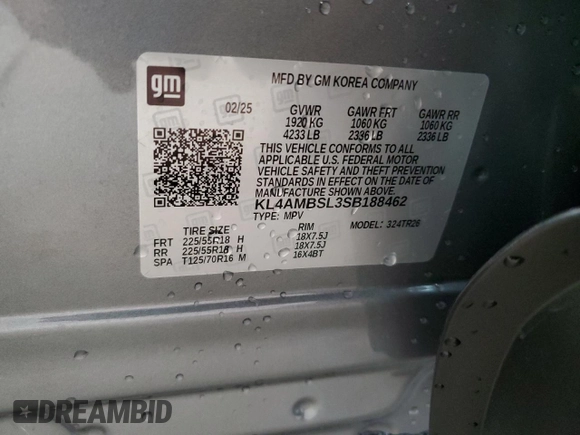 gm
MFD BY GM KOREA COMPANY
02/25 GVWR GAWR FRT GAWR RR
1920 KG 1060 KG 1060 KG
4233 LB 2336 LB 2336 LB
THIS VEHICLE CONFORMS TO ALL
APPLICABLE U.S. FEDERAL MOTOR
VEHICLE SAFETY AND THEFT PREVENTION
STANDARDS IN EFFECT ON THE DATE OF
MANUFACTURE SHOWN ABOVE.
KL4AMBSL3SB188462
TYPE: MPV MODEL: 324TR26
TIRE SIZE RIM
FRT 225/55R18 H 18X7.5J
RR 225/55R18 H 18X7.5J
SPA T125/70R16 M 16X4BT
DREAMBID